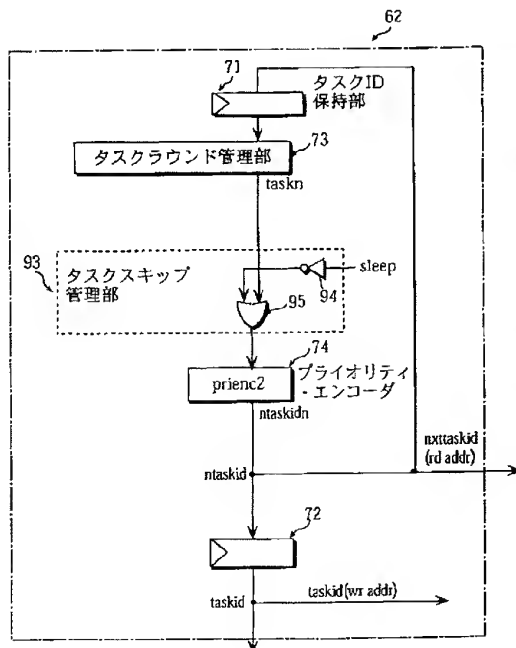 62
71
タスクID
保持部
タスクラウンド管理部
73
taskn
93
タスクスキップ
管理部
sleep
94
95
74
prienc2
プライオリティ
・エンコーダ
ntaskidn
nxttaskid
(rd addr)
ntaskid
72
taskid
taskid(wr addr)